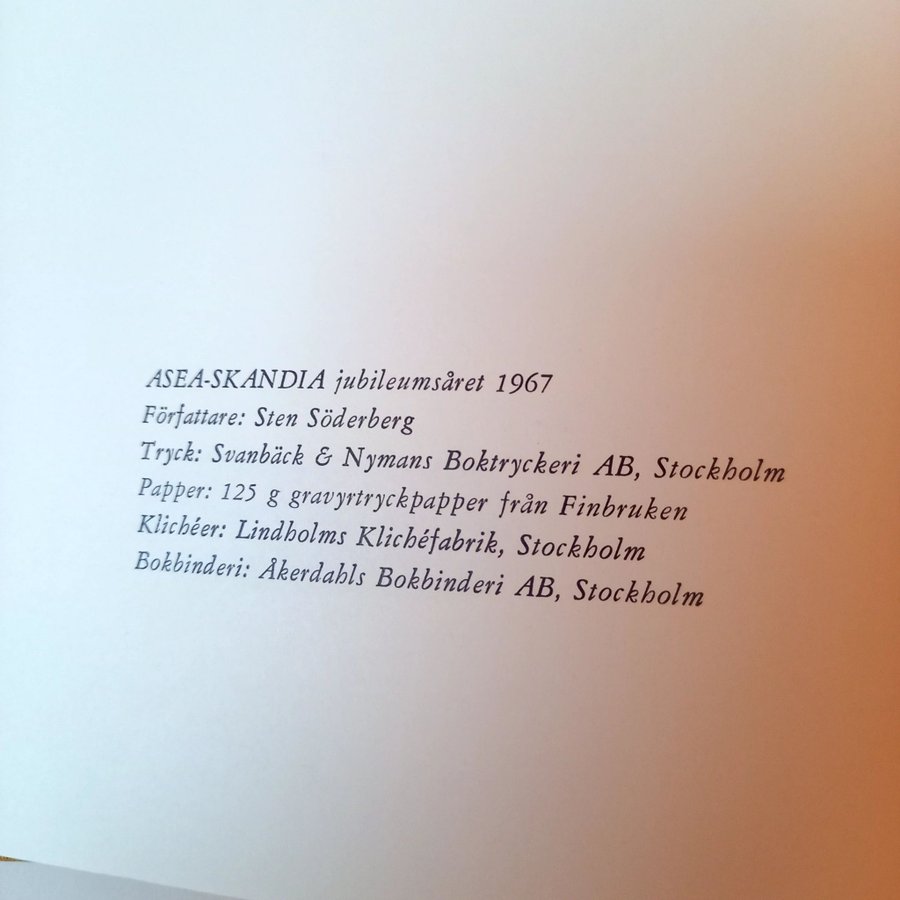 ASEA-SKANDIA jubileumsåret 1967
Författare: Sten Söderberg
Tryck: Svanbäck & Nymans Boktryckeri AB, Stockholm
Papper: 125 g gravyrtryckpapper från Finbruken
Klichéer: Lindholms Klichéfabrik, Stockholm
Bokbinderi: Åkerdahls Bokbinderi AB, Stockholm